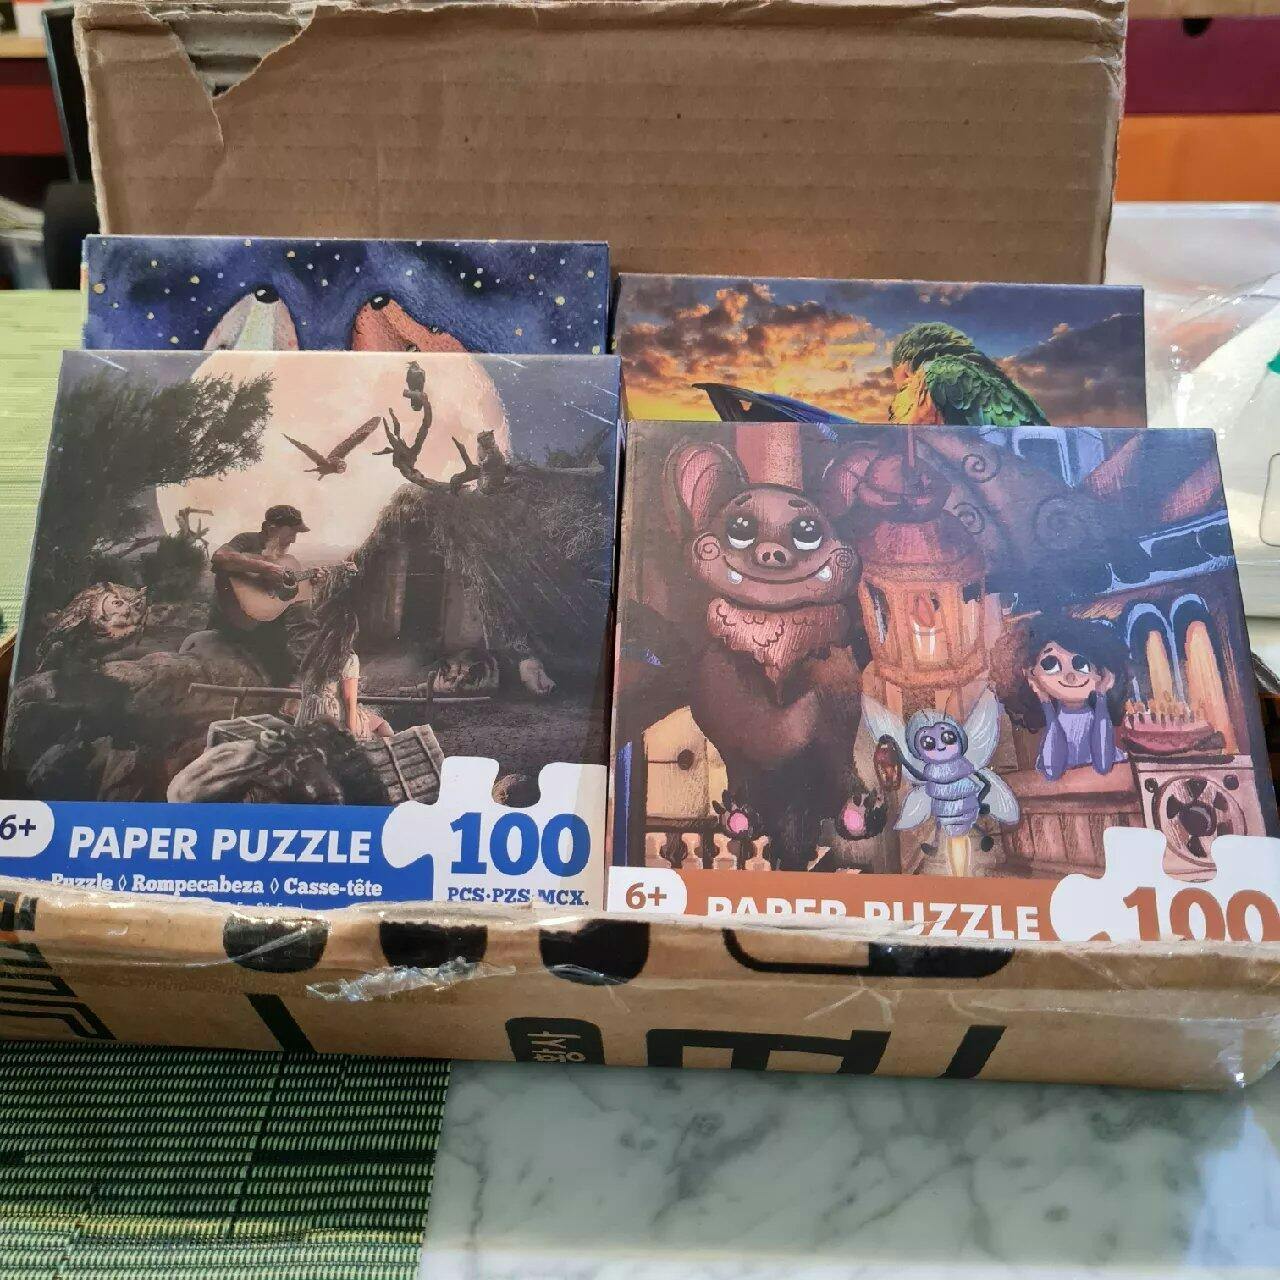 6+
PAPER PUZZLE
100
Puzzle ◊ Rompecabeza ◊ Casse-tête
PCS·PZS·MCX.
6+
PAPER PUZZLE
100